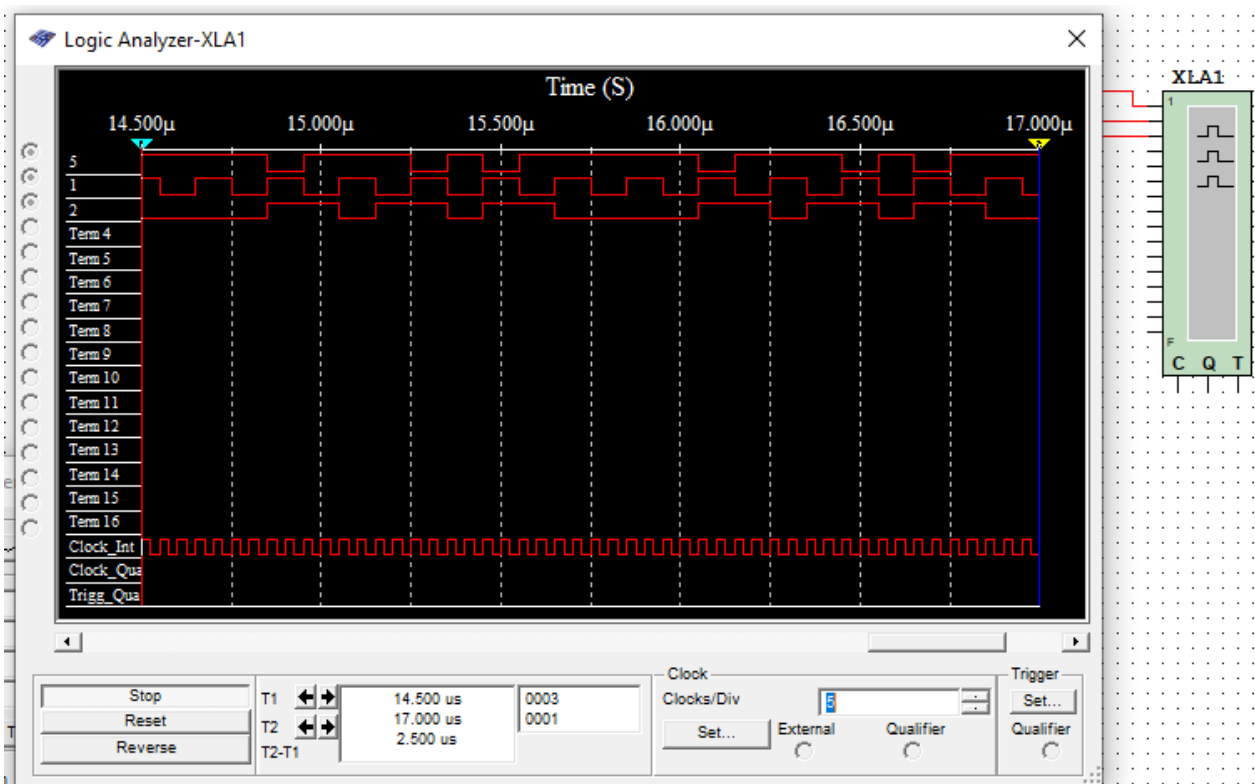 Logic Analyzer-XLA1
XLA1
Time (S)
14.500µ 15.000µ 15.500µ 16.000µ 16.500µ 17.000µ
1
5
1
2
Term 4
Term 5
Term 6
Term 7
Term 8
Term 9
Term 10
Term 11
Term 12
Term 13
Term 14
Term 15
Term 16
Clock_Int
Clock_Qua
Trigg_Qua
F
C Q T
Stop
Reset
Reverse
T1 14.500 us 0003
T2 17.000 us 0001
T2-T1 2.500 us
Clock
Clocks/Div 5
Set... External Qualifier
Trigger
Set...
Qualifier